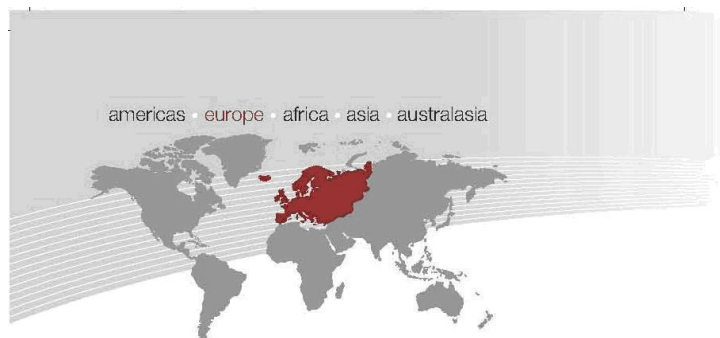 americas • europe • africa • asia • australasia